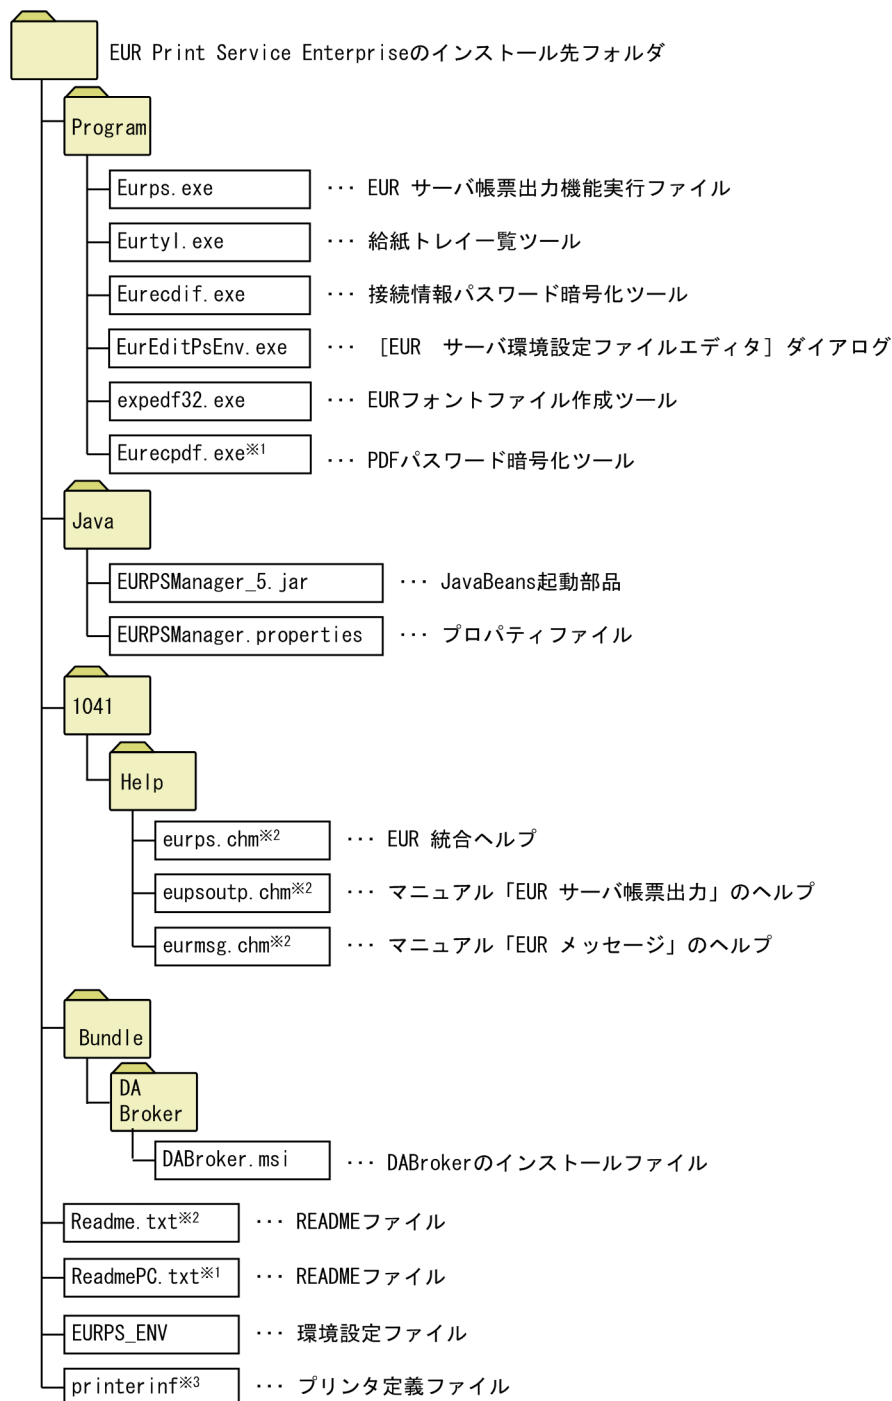 EUR Print Service Enterpriseのインストール先フォルダ
Program
Eurps.exe ･･･ EUR サーバ帳票出力機能実行ファイル
Eurtyl.exe ･･･ 給紙トレイ一覧ツール
Eurecdif.exe ･･･ 接続情報パスワード暗号化ツール
EurEditPsEnv.exe ･･･ [EUR　サーバ環境設定ファイルエディタ] ダイアログ
expedf32.exe ･･･ EURフォントファイル作成ツール
Eurecpdf.exe※1 ･･･ PDFパスワード暗号化ツール
Java
EURPSManager_5.jar ･･･ JavaBeans起動部品
EURPSManager.properties ･･･ プロパティファイル
1041
Help
eurps.chm※2 ･･･ EUR 統合ヘルプ
eupsoutp.chm※2 ･･･ マニュアル「EUR サーバ帳票出力」のヘルプ
eurmsg.chm※2 ･･･ マニュアル「EUR メッセージ」のヘルプ
Bundle
DA
Broker
DABroker.msi ･･･ DABrokerのインストールファイル
Readme.txt※2 ･･･ READMEファイル
ReadmePC.txt※1 ･･･ READMEファイル
EURPS_ENV ･･･ 環境設定ファイル
printerinf※3 ･･･ プリンタ定義ファイル